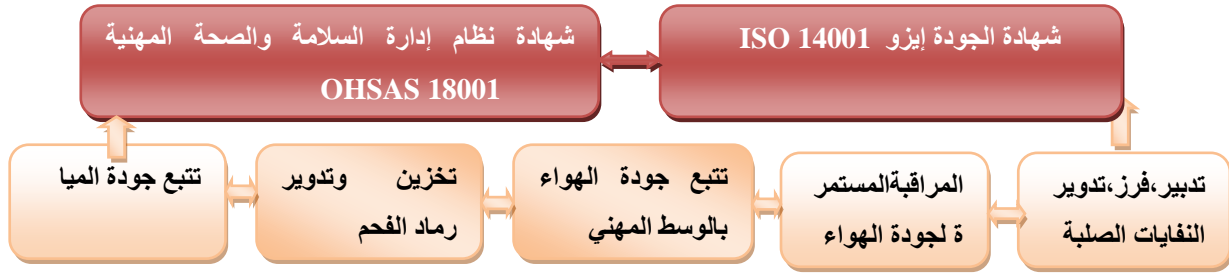 شهادة الجودة إيزو ISO 14001
شهادة نظام إدارة السلامة والصحة المهنية
OHSAS 18001
تدبير،فرز،تدوير
النفايات الصلبة
المراقبةالمستمر
ة لجودة الهواء
تتبع جودة الهواء
بالوسط المهني
تخزين وتدوير
رماد الفحم
تتبع جودة الميا